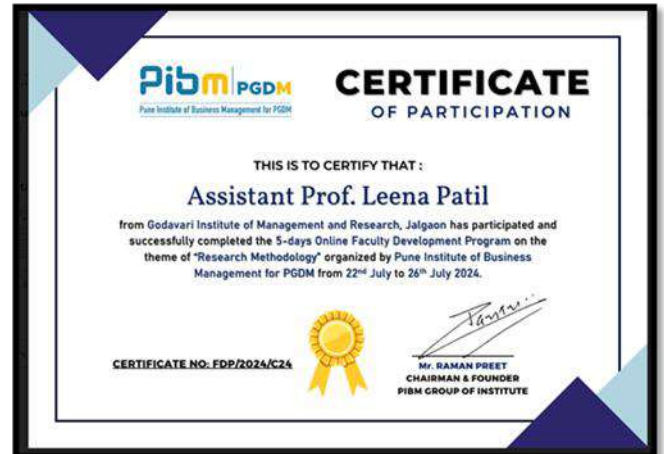 Pibm PGDM
Pune Institute of Business Management for PGDM
CERTIFICATE
OF PARTICIPATION
THIS IS TO CERTIFY THAT :
Assistant Prof. Leena Patil
from Godavari Institute of Management and Research, Jalgaon has participated and
successfully completed the 5-days Online Faculty Development Program on the
theme of "Research Methodology" organized by Pune Institute of Business
Management for PGDM from 22nd July to 26th July 2024.
CERTIFICATE NO: FDP/2024/C24
Mr. RAMAN PREET
CHAIRMAN & FOUNDER
PIBM GROUP OF INSTITUTE